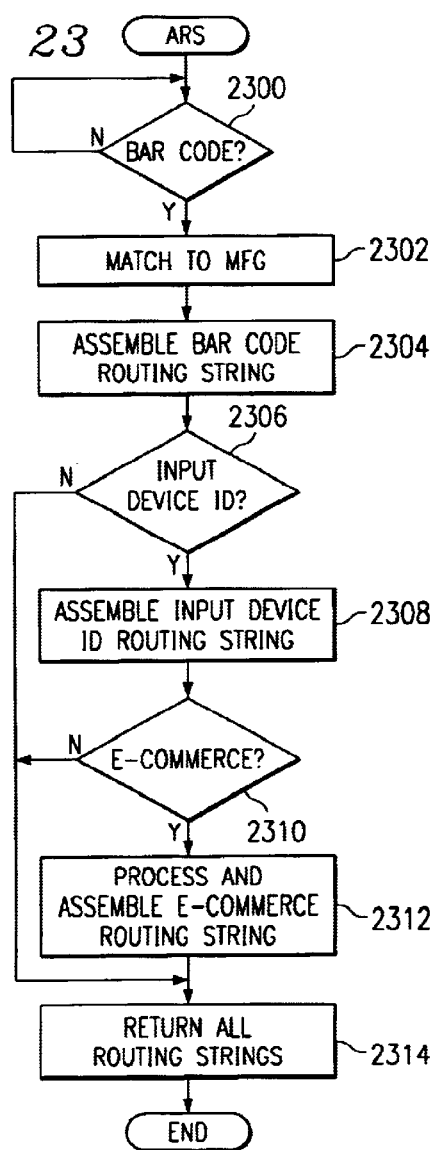 23
ARS
2300
N
BAR CODE?
Y
MATCH TO MFG
2302
ASSEMBLE BAR CODE
ROUTING STRING
2304
2306
N
INPUT
DEVICE ID?
Y
ASSEMBLE INPUT DEVICE
ID ROUTING STRING
2308
N
E-COMMERCE?
Y
2310
PROCESS AND
ASSEMBLE E-COMMERCE
ROUTING STRING
2312
RETURN ALL
ROUTING STRINGS
2314
END